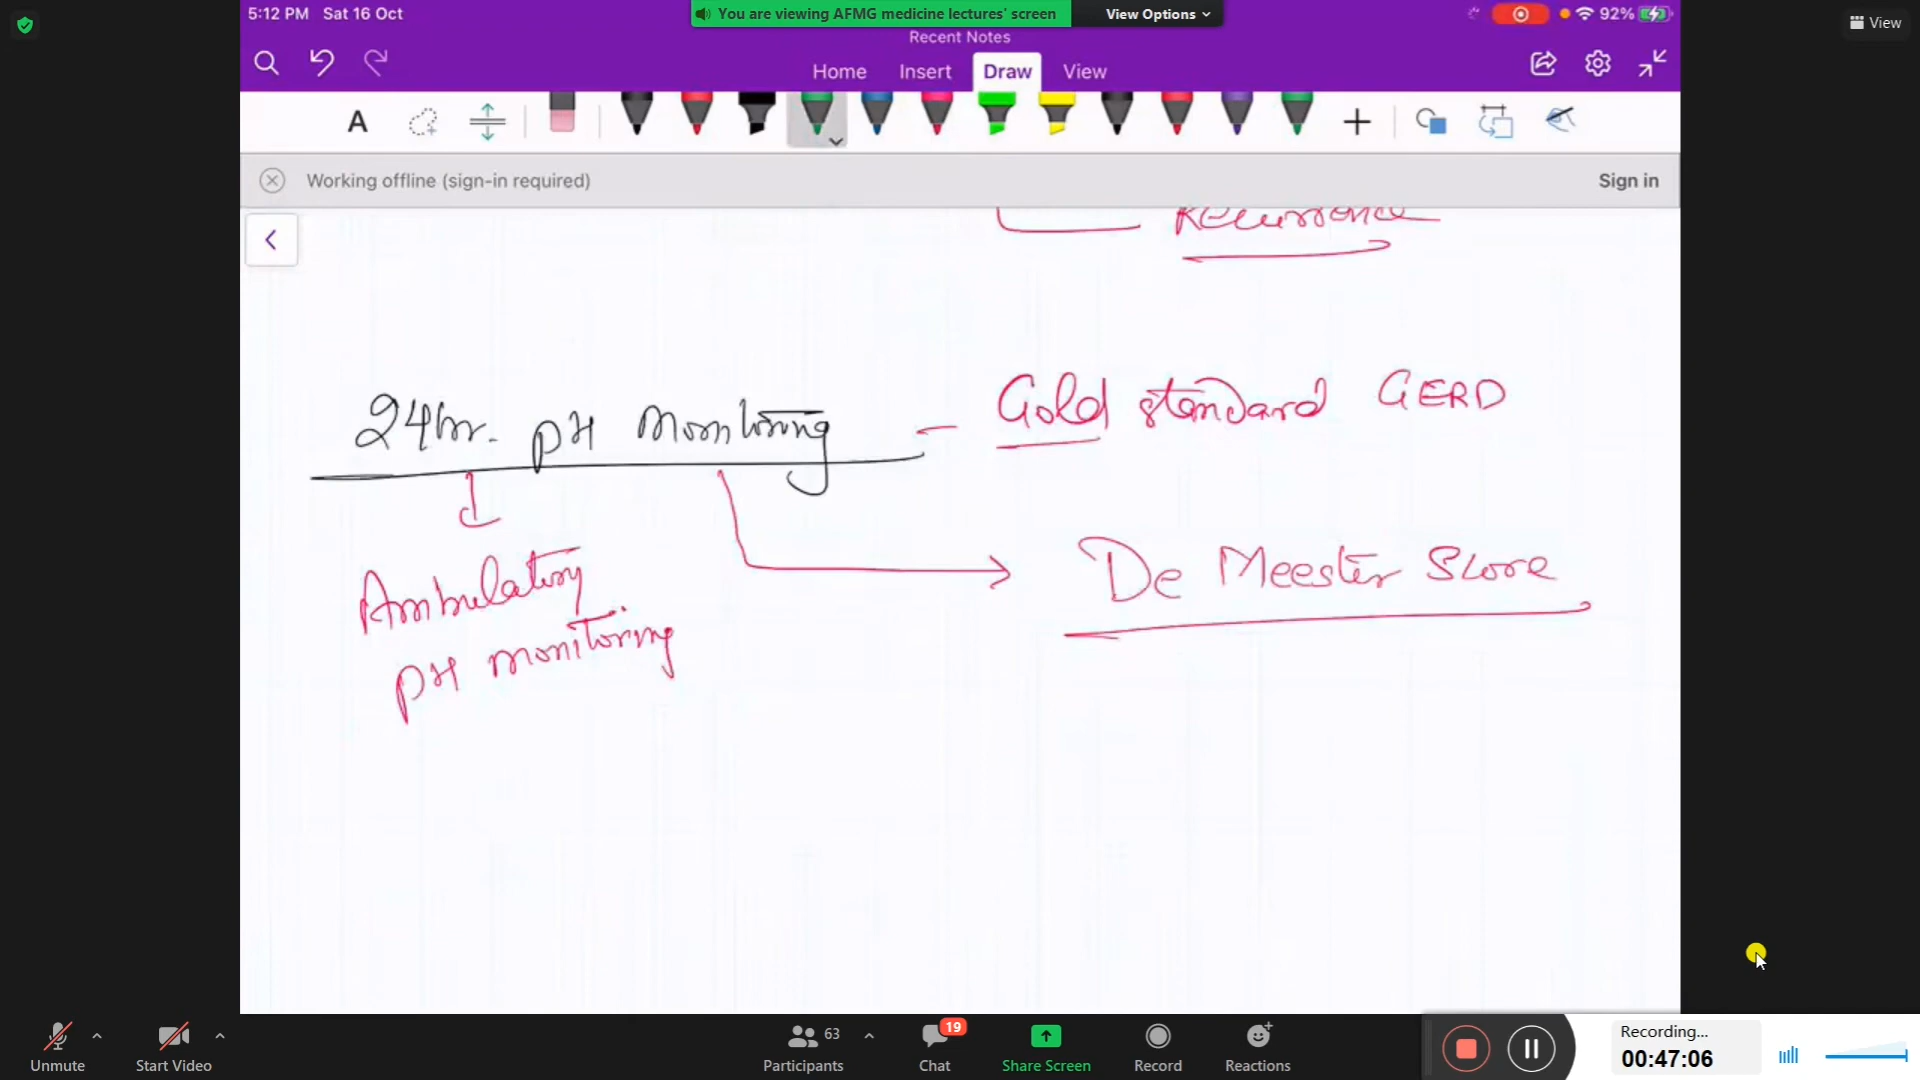 5:12 PM Sat 16 Oct
You are viewing AFMG medicine lectures' screen
View Options
92%
View
Recent Notes
Home Insert Draw View
A
Working offline (sign-in required)
Sign in
Recurrence
24hr. pH Monitoring - Gold standard GERD
De Meester Score
Ambulatory
pH monitoring
Unmute
Start Video
63
Participants
19
Chat
Share Screen
Record
Reactions
Recording...
00:47:06